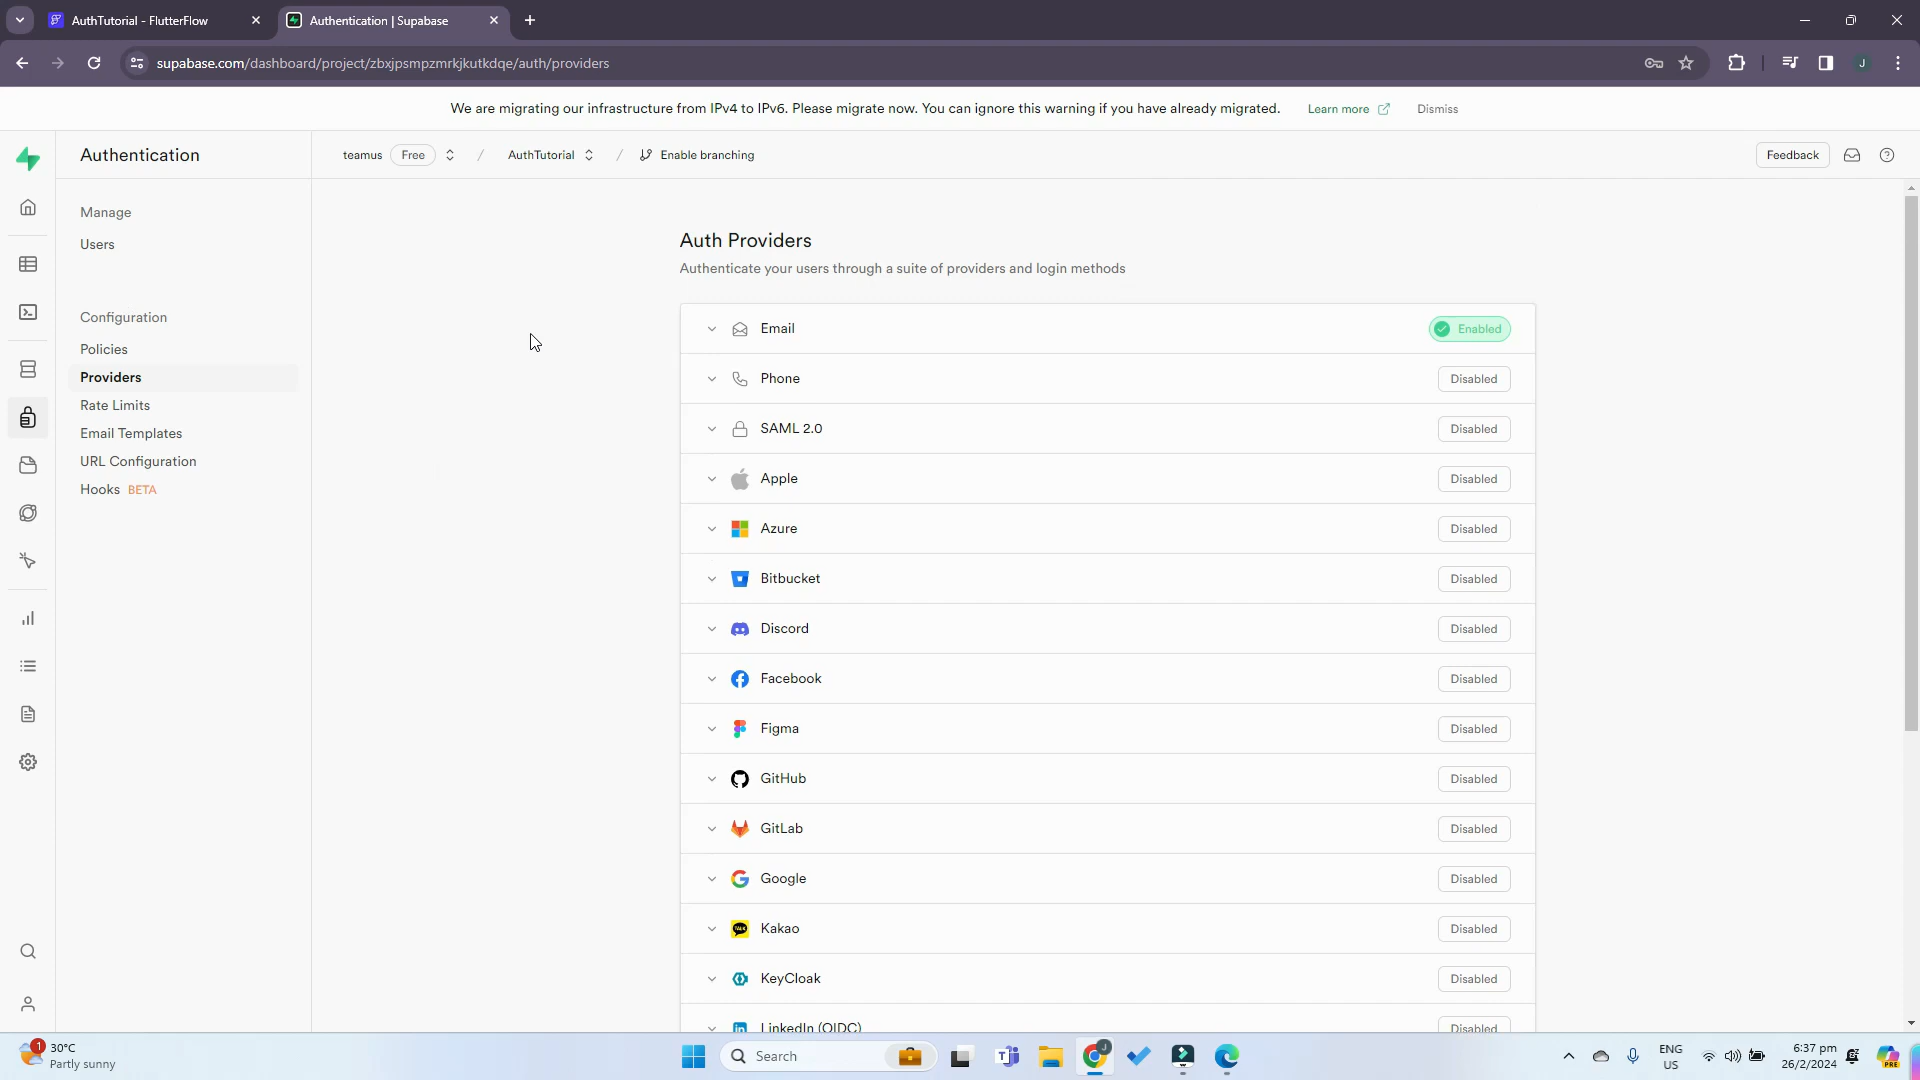 AuthTutorial - FlutterFlow
Authentication | Supabase
supabase.com/dashboard/project/zbxjpsmpzmrkjkutkdqe/auth/providers
J
We are migrating our infrastructure from IPv4 to IPv6. Please migrate now. You can ignore this warning if you have already migrated. Learn more Dismiss
Authentication
teamus Free / AuthTutorial / Enable branching
Feedback
Manage
Users
Configuration
Policies
Providers
Rate Limits
Email Templates
URL Configuration
Hooks BETA
Auth Providers
Authenticate your users through a suite of providers and login methods
Email Enabled
Phone Disabled
SAML 2.0 Disabled
Apple Disabled
Azure Disabled
Bitbucket Disabled
Discord Disabled
Facebook Disabled
Figma Disabled
GitHub Disabled
GitLab Disabled
Google Disabled
Kakao Disabled
KeyCloak Disabled
LinkedIn (OIDC) Disabled
1
30°C
Partly sunny
Search
J
ENG
US
6:37 pm
26/2/2024
PRE